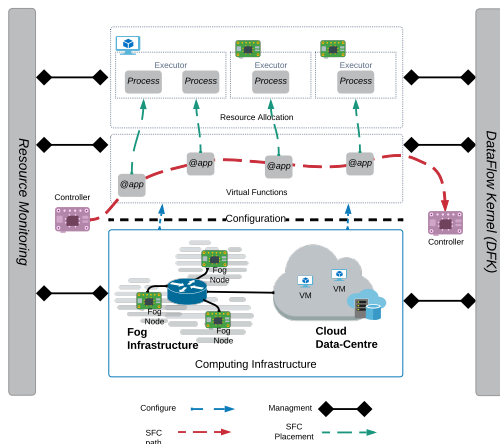 Executor
Executor
Executor
Process
Process
Process
Process
Resource Allocation
@app
@app
@app
@app
Virtual Functions
Controller
Controller
Configuration
Resource Monitoring
DataFlow Kernel (DFK)
Fog
Node
Fog
Node
Fog
Node
VM
VM
Fog
Infrastructure
Cloud
Data-Centre
Computing Infrastructure
Configure
Managment
SFC
path
SFC
Placement